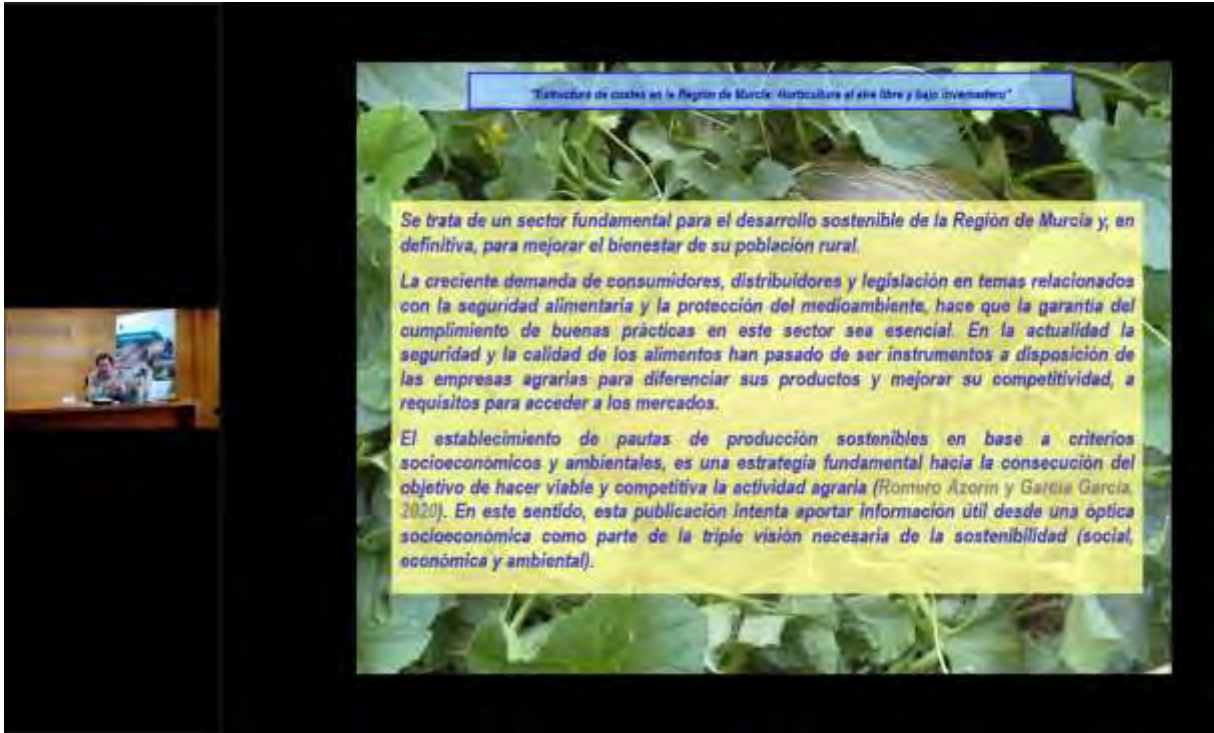 "Estructura de costes en la Región de Murcia: Horticultura al aire libre y bajo invernadero"
Se trata de un sector fundamental para el desarrollo sostenible de la Región de Murcia y, en
definitiva, para mejorar el bienestar de su población rural.
La creciente demanda de consumidores, distribuidores y legislación en temas relacionados
con la seguridad alimentaria y la protección del medioambiente, hace que la garantía del
cumplimiento de buenas prácticas en este sector sea esencial. En la actualidad la
seguridad y la calidad de los alimentos han pasado de ser instrumentos a disposición de
las empresas agrarias para diferenciar sus productos y mejorar su competitividad, a
requisitos para acceder a los mercados.
El establecimiento de pautas de producción sostenibles en base a criterios
socioeconómicos y ambientales, es una estrategia fundamental hacia la consecución del
objetivo de hacer viable y competitiva la actividad agraria (Romero Azorín y García García,
2020). En este sentido, esta publicación intenta aportar información útil desde una óptica
socioeconómica como parte de la triple visión necesaria de la sostenibilidad (social,
económica y ambiental).